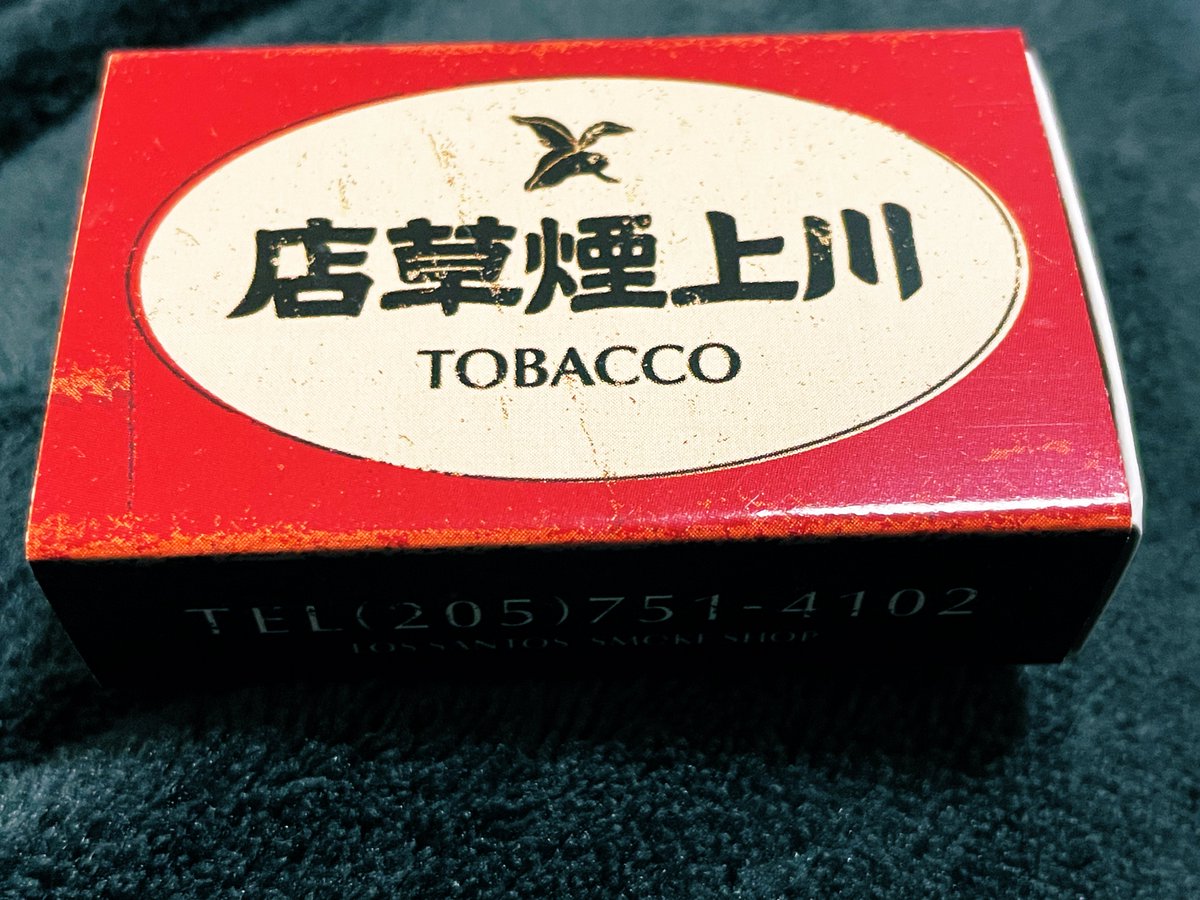 川上煙草店
TOBACCO
TEL(205)751-4102
LOS SANTOS SMOKE SHOP